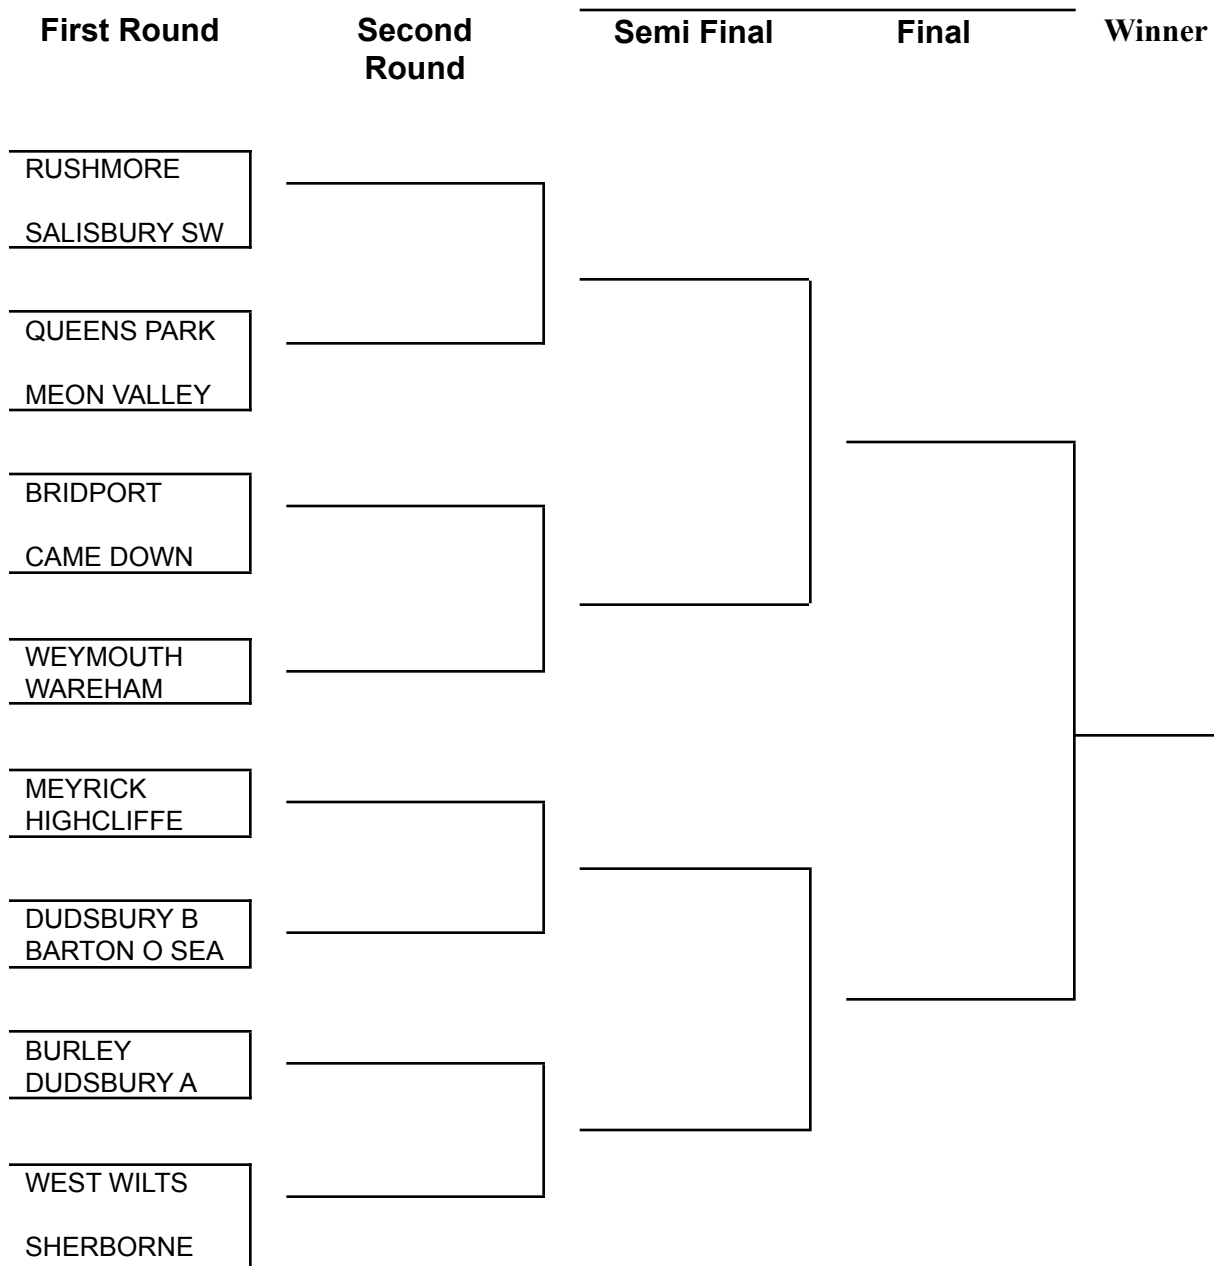 First Round
Second
Round
Semi Final
Final
Winner
RUSHMORE
SALISBURY SW
QUEENS PARK
MEON VALLEY
BRIDPORT
CAME DOWN
WEYMOUTH
WAREHAM
MEYRICK
HIGHCLIFFE
DUDSBURY B
BARTON O SEA
BURLEY
DUDSBURY A
WEST WILTS
SHERBORNE